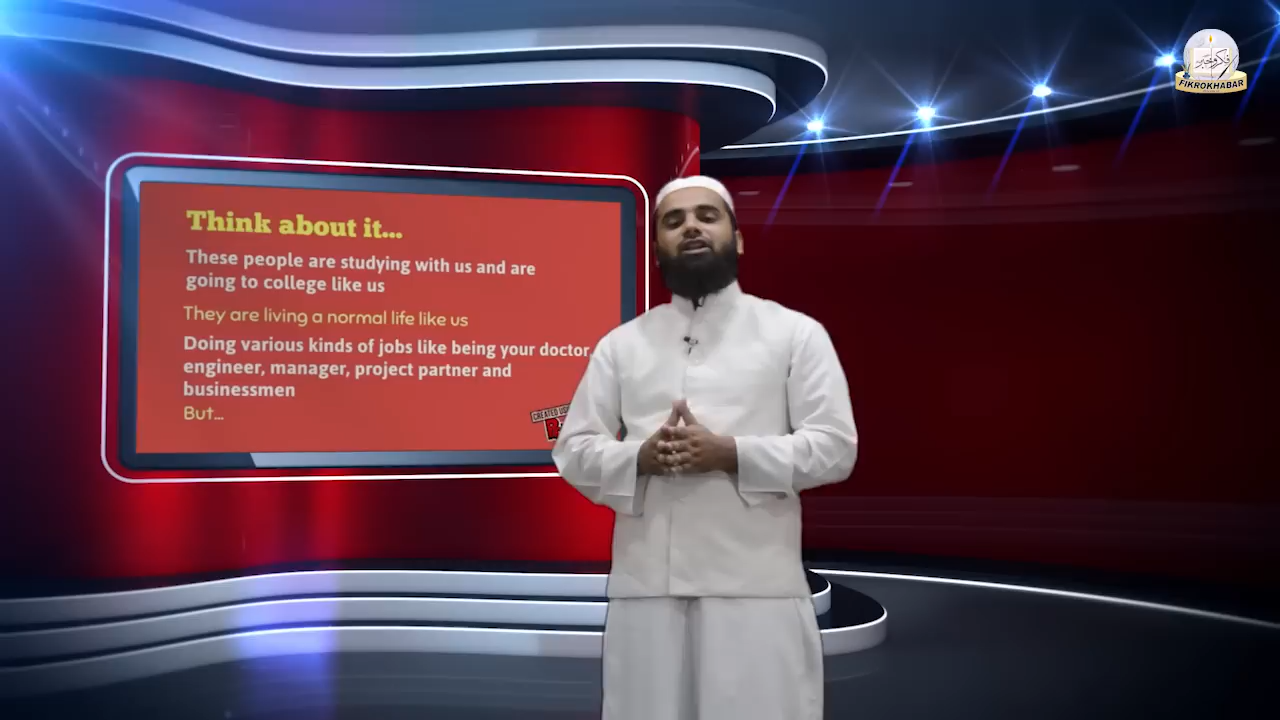 فکروخبر
FIKROKHABAR
Think about it...
These people are studying with us and are
going to college like us
They are living a normal life like us
Doing various kinds of jobs like being your doctor,
engineer, manager, project partner and
businessmen
But...
CREATED